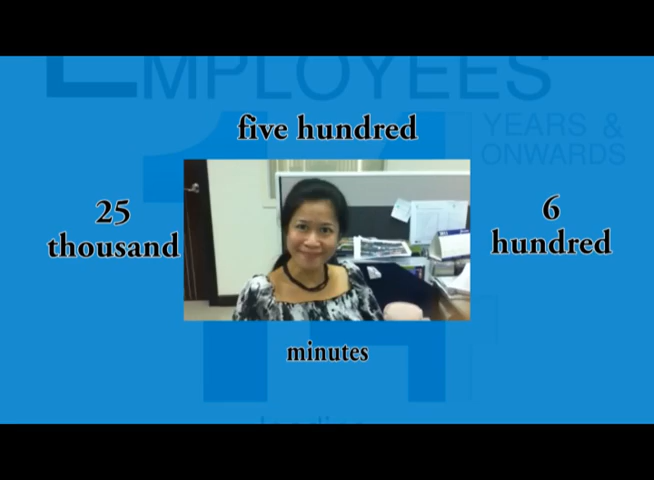 EMPLOYEES
YEARS &
ONWARDS
five hundred
25
thousand
6
hundred
minutes